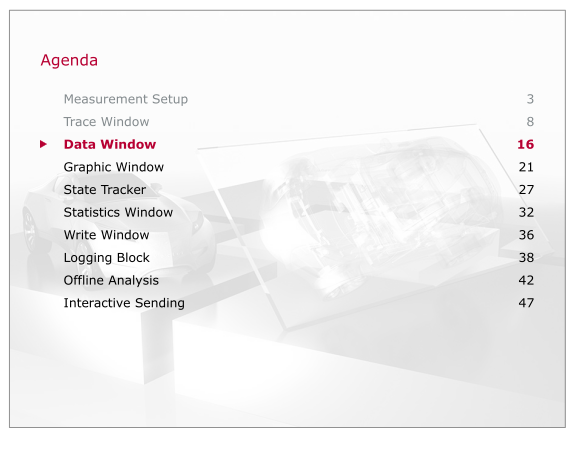 Agenda
Measurement Setup 3
Trace Window 8
Data Window 16
Graphic Window 21
State Tracker 27
Statistics Window 32
Write Window 36
Logging Block 38
Offline Analysis 42
Interactive Sending 47